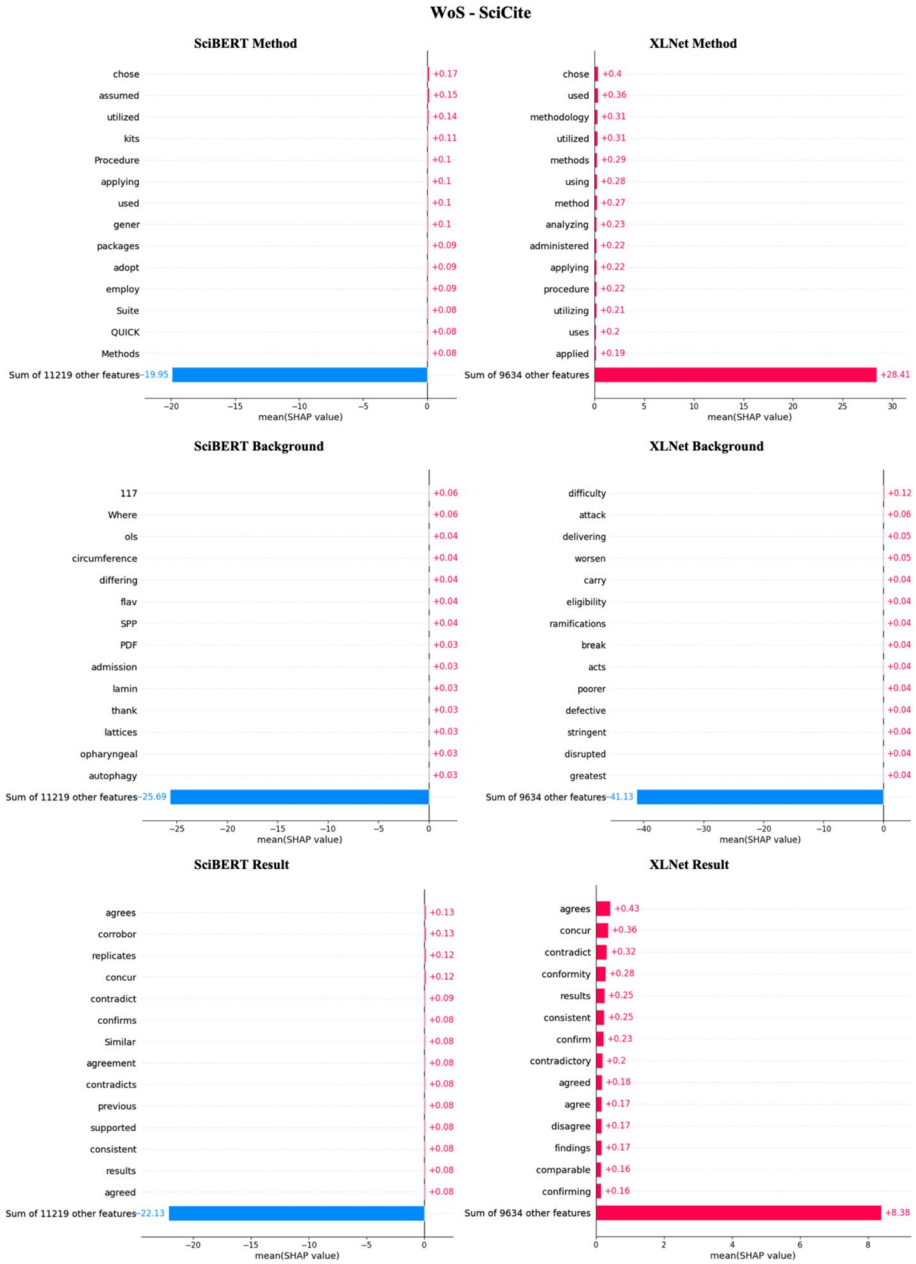 WoS - SciCite
SciBERT Method
chose +0.17
assumed +0.15
utilized +0.14
kits +0.11
Procedure +0.1
applying +0.1
used +0.1
gener +0.1
packages +0.09
adopt +0.09
employ +0.09
Suite +0.08
QUICK +0.08
Methods +0.08
Sum of 11219 other features −19.95
−20 −15 −10 −5 0
mean(SHAP value)
XLNet Method
chose +0.4
used +0.36
methodology +0.31
utilized +0.31
methods +0.29
using +0.28
method +0.27
analyzing +0.23
administered +0.22
applying +0.22
procedure +0.22
utilizing +0.21
uses +0.2
applied +0.19
Sum of 9634 other features +28.41
0 5 10 15 20 25 30
mean(SHAP value)
SciBERT Background
117 +0.06
Where +0.06
ols +0.04
circumference +0.04
differing +0.04
flav +0.04
SPP +0.04
PDF +0.03
admission +0.03
lamin +0.03
thank +0.03
lattices +0.03
opharyngeal +0.03
autophagy +0.03
Sum of 11219 other features −25.69
−25 −20 −15 −10 −5 0
mean(SHAP value)
XLNet Background
difficulty +0.12
attack +0.06
delivering +0.05
worsen +0.05
carry +0.04
eligibility +0.04
ramifications +0.04
break +0.04
acts +0.04
poorer +0.04
defective +0.04
stringent +0.04
disrupted +0.04
greatest +0.04
Sum of 9634 other features −41.13
−40 −30 −20 −10 0
mean(SHAP value)
SciBERT Result
agrees +0.13
corrobor +0.13
replicates +0.12
concur +0.12
contradict +0.09
confirms +0.08
Similar +0.08
agreement +0.08
contradicts +0.08
previous +0.08
supported +0.08
consistent +0.08
results +0.08
agreed +0.08
Sum of 11219 other features −22.13
−20 −15 −10 −5 0
mean(SHAP value)
XLNet Result
agrees +0.43
concur +0.36
contradict +0.32
conformity +0.28
results +0.25
consistent +0.25
confirm +0.23
contradictory +0.2
agreed +0.18
agree +0.17
disagree +0.17
findings +0.17
comparable +0.16
confirming +0.16
Sum of 9634 other features +8.38
0 2 4 6 8
mean(SHAP value)